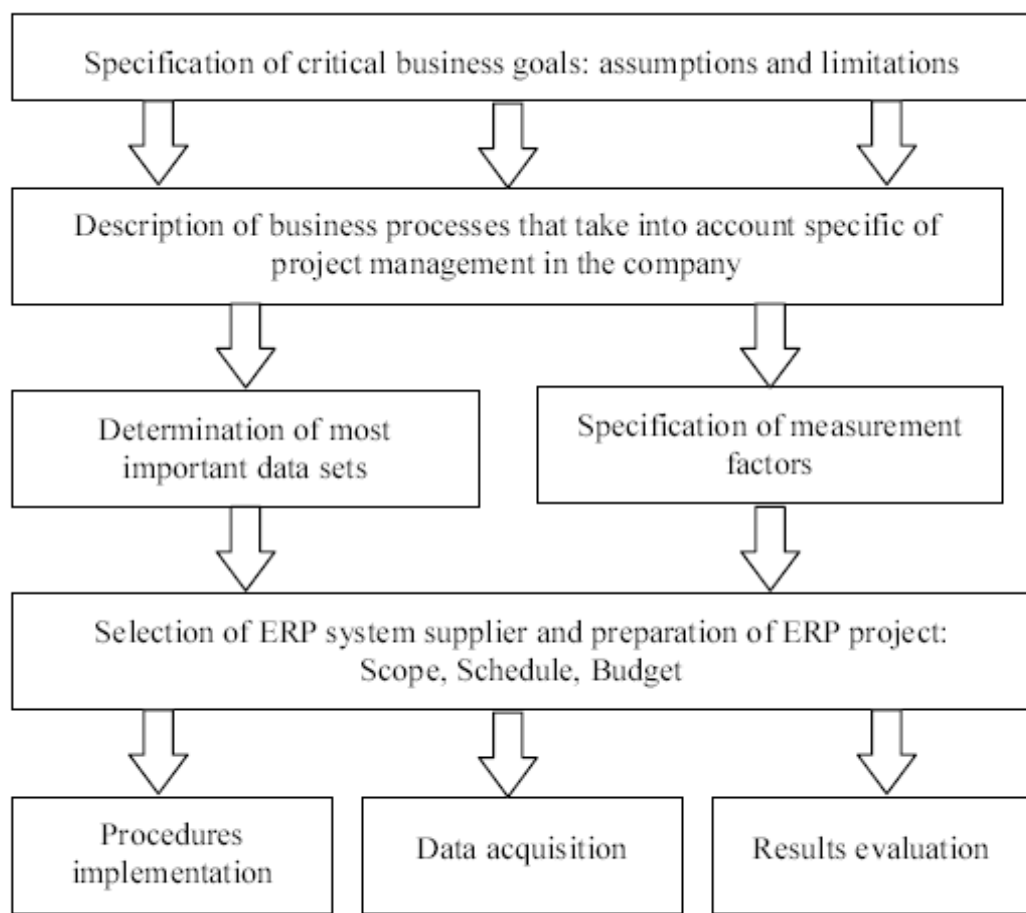 Specification of critical business goals: assumptions and limitations
Description of business processes that take into account specific of
project management in the company
Determination of most
important data sets
Specification of measurement
factors
Selection of ERP system supplier and preparation of ERP project:
Scope, Schedule, Budget
Procedures
implementation
Data acquisition
Results evaluation